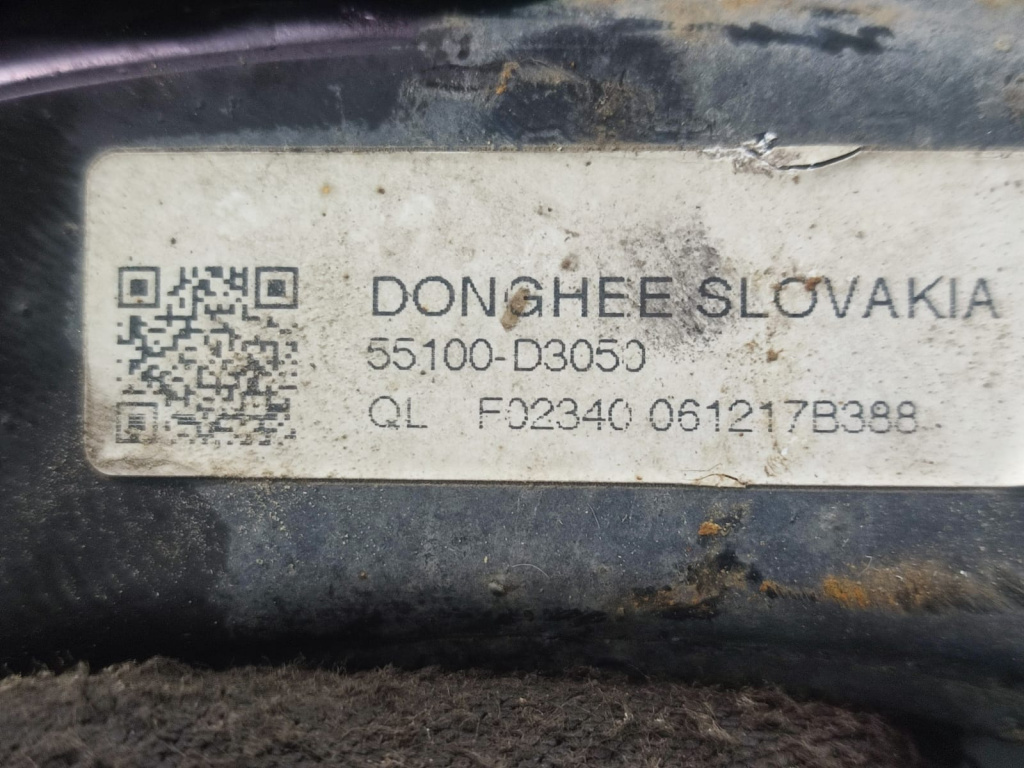 DONGHEE SLOVAKIA
55100-D3050
QL F02340 061217B388